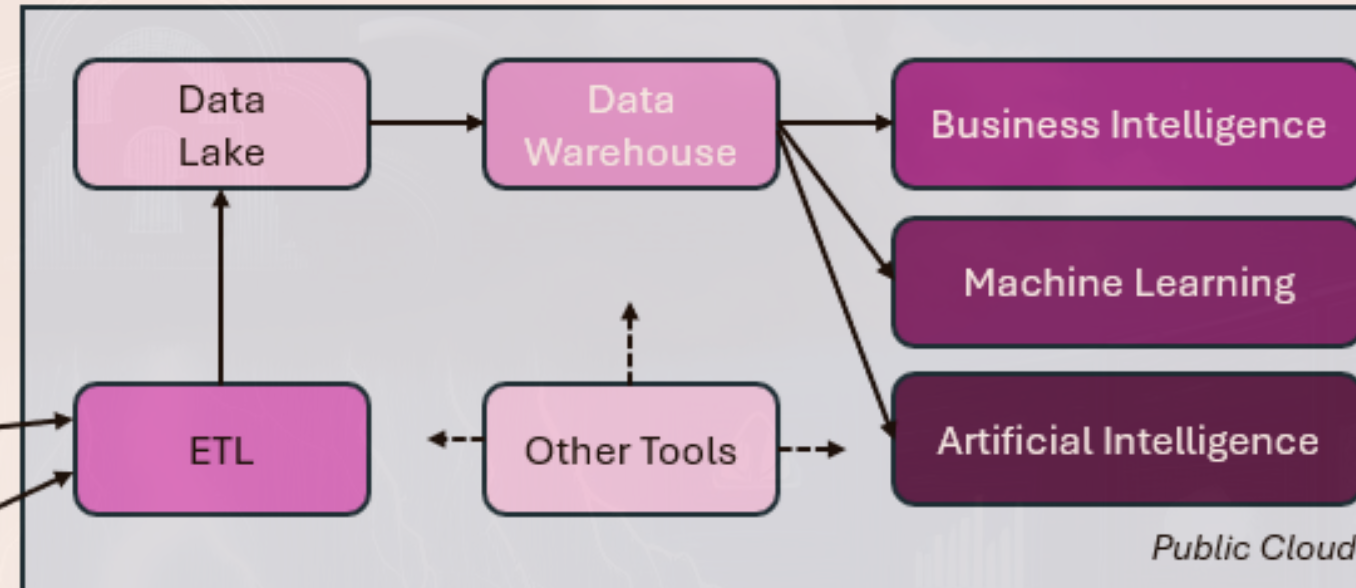 Data
Lake
Data
Warehouse
Business Intelligence
Machine Learning
ETL
Other Tools
Artificial Intelligence
Public Cloud